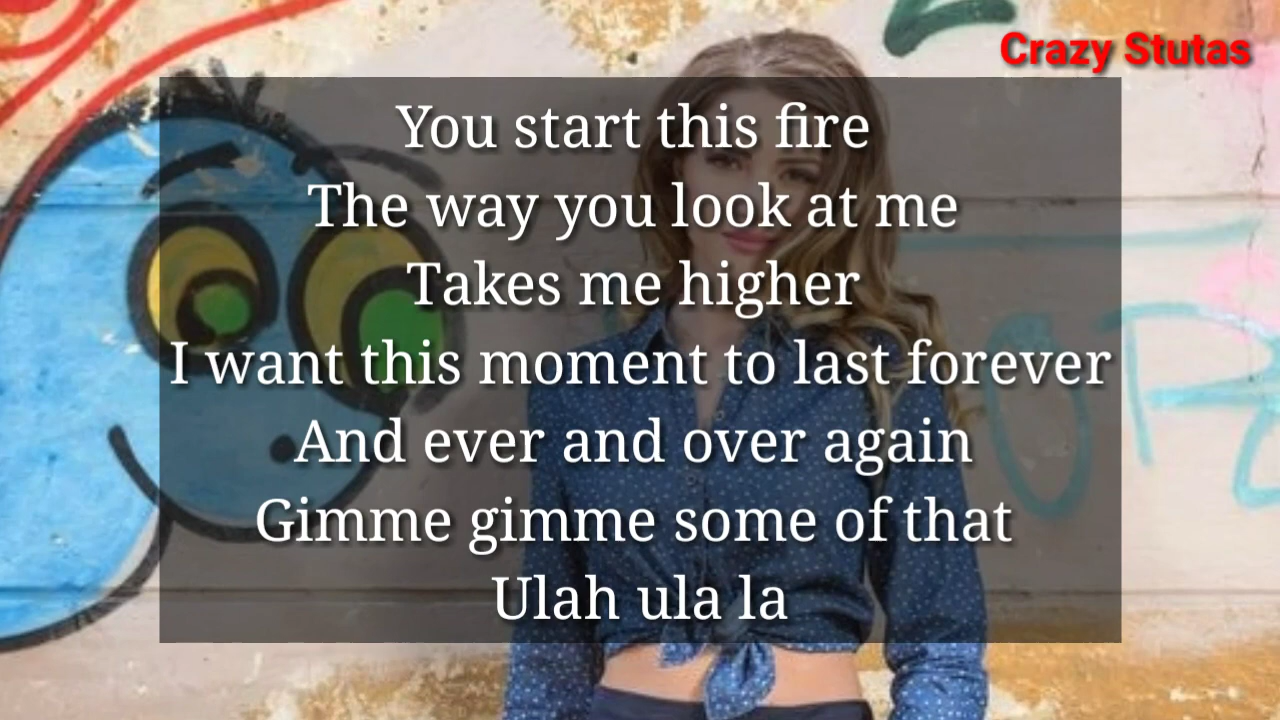 Crazy Stutas
You start this fire
The way you look at me
Takes me higher
I want this moment to last forever
And ever and over again
Gimme gimme some of that
Ulah ula la